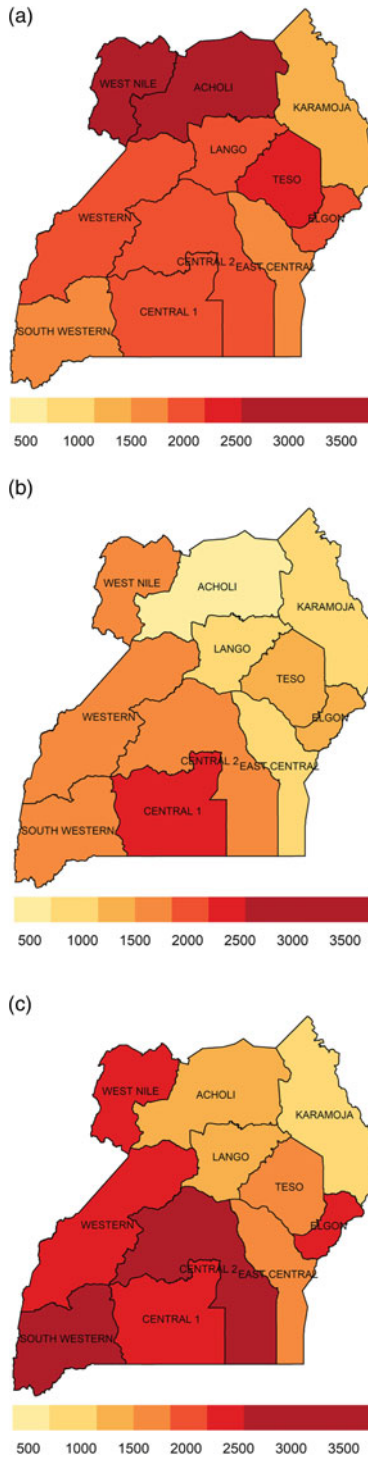 (a)
WEST NILE
ACHOLI
KARAMOJA
LANGO
TESO
WESTERN
ELGON
CENTRAL 2
EAST CENTRAL
CENTRAL 1
SOUTH WESTERN
500 1000 1500 2000 2500 3000 3500
(b)
WEST NILE
ACHOLI
KARAMOJA
LANGO
TESO
WESTERN
ELGON
CENTRAL 2
EAST CENTRAL
CENTRAL 1
SOUTH WESTERN
500 1000 1500 2000 2500 3000 3500
(c)
WEST NILE
ACHOLI
KARAMOJA
LANGO
TESO
WESTERN
ELGON
CENTRAL 2
EAST CENTRAL
CENTRAL 1
SOUTH WESTERN
500 1000 1500 2000 2500 3000 3500